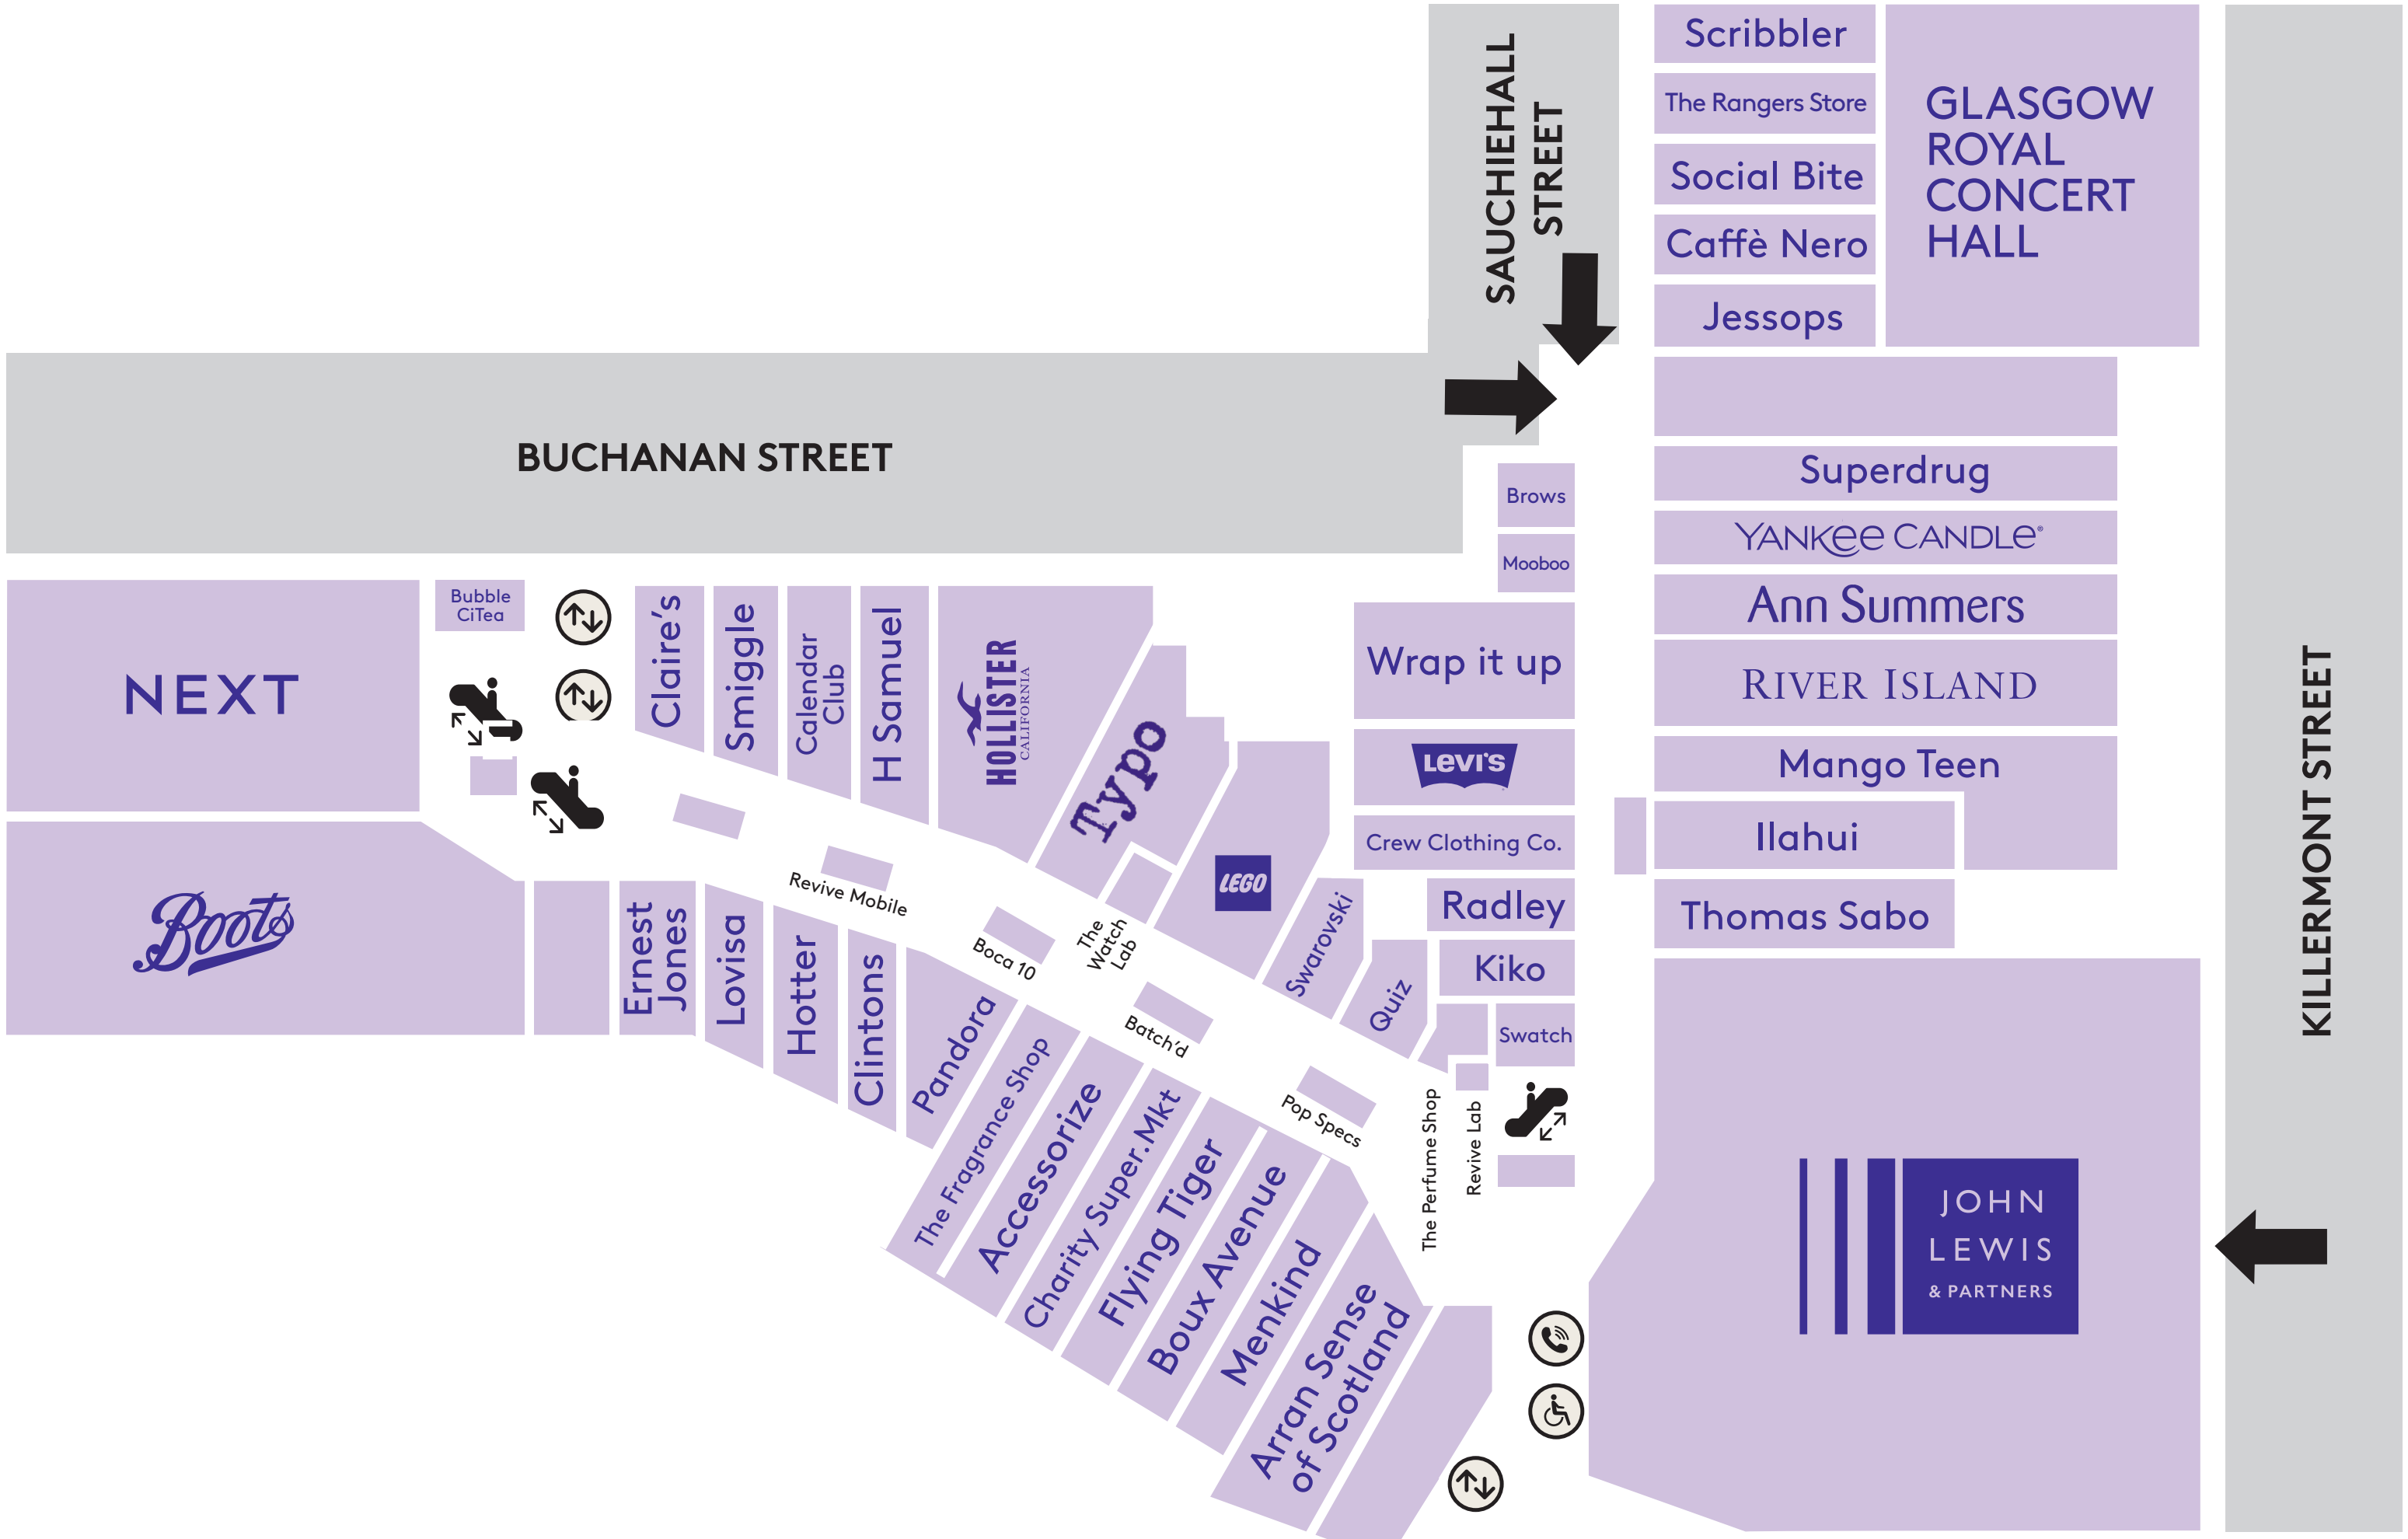 SAUCHIEHALL
STREET
Scribbler
The Rangers Store
Social Bite
Caffè Nero
Jessops
GLASGOW
ROYAL
CONCERT
HALL
BUCHANAN STREET
Brows
Mooboo
Superdrug
YANKEE CANDLE®
Ann Summers
RIVER ISLAND
Mango Teen
Ilahui
Thomas Sabo
KILLERMONT STREET
NEXT
Bubble
CiTea
Claire's
Smiggle
Calendar
Club
H Samuel
HOLLISTER
CALIFORNIA
Typo
LEGO
Wrap it up
LEVI'S
Crew Clothing Co.
Radley
Kiko
Swatch
Swarovski
Quiz
Boots
Ernest
Jones
Lovisa
Hotter
Clintons
Pandora
Revive Mobile
Boca 10
The
Watch
Lab
Batch'd
Pop Specs
The Perfume Shop
Revive Lab
The Fragrance Shop
Accessorize
Charity Super.Mkt
Flying Tiger
Boux Avenue
Menkind
Arran Sense
of Scotland
JOHN
LEWIS
& PARTNERS